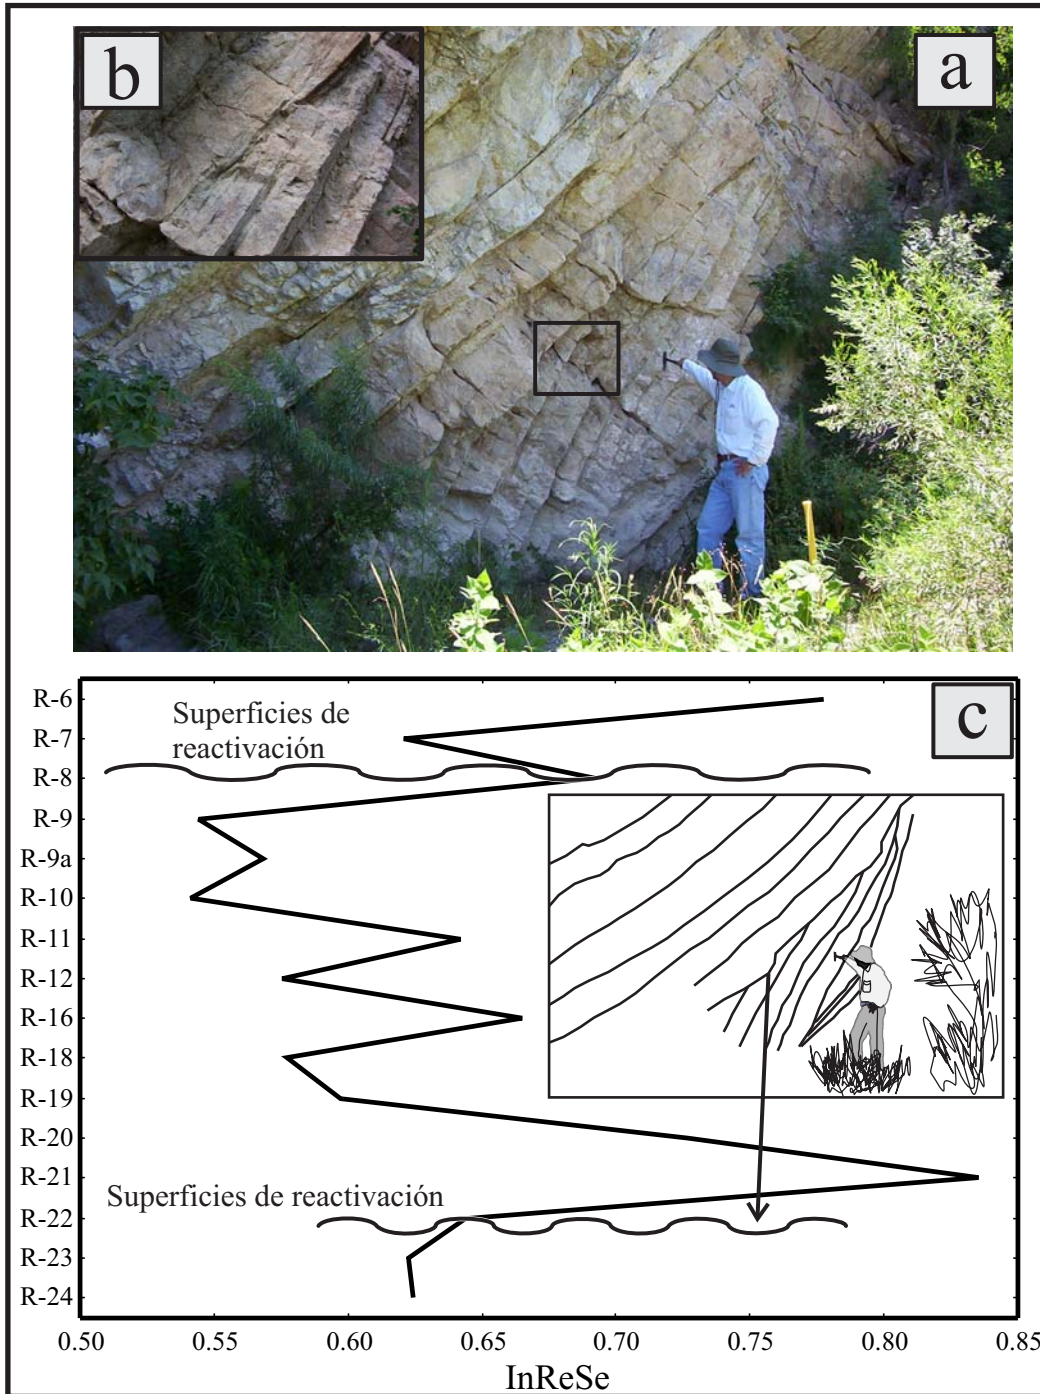 b
a
c
Superficies de
reactivación
Superficies de reactivación
R-6
R-7
R-8
R-9
R-9a
R-10
R-11
R-12
R-16
R-18
R-19
R-20
R-21
R-22
R-23
R-24
0.50 0.55 0.60 0.65 0.70 0.75 0.80 0.85
InReSe